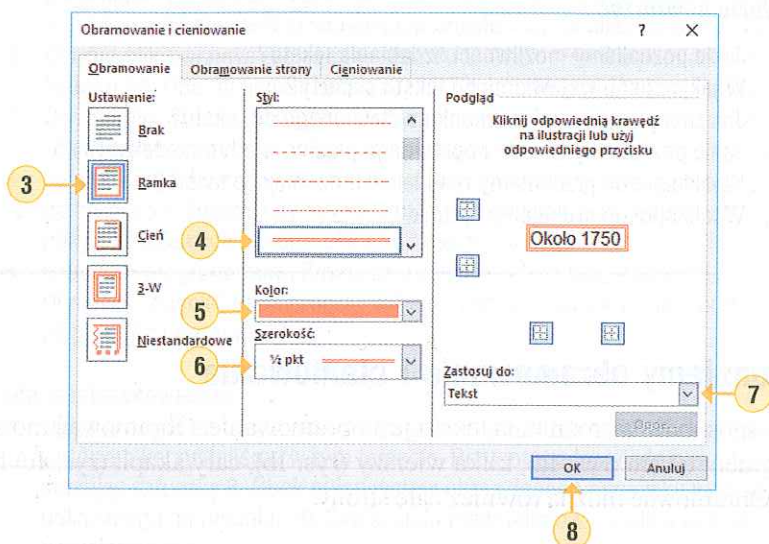 Obramowanie i cieniowanie ? ×
Obramowanie Obramowanie strony Cieniowanie
Ustawienie:
Brak
3 Ramka
Cień
3-W
Niestandardowe
Styl:
4
Kolor:
5
Szerokość:
6 ½ pkt
Podgląd
Kliknij odpowiednią krawędź
na ilustracji lub użyj
odpowiedniego przycisku
Około 1750
Zastosuj do:
Tekst 7
Opcje...
OK Anuluj
8